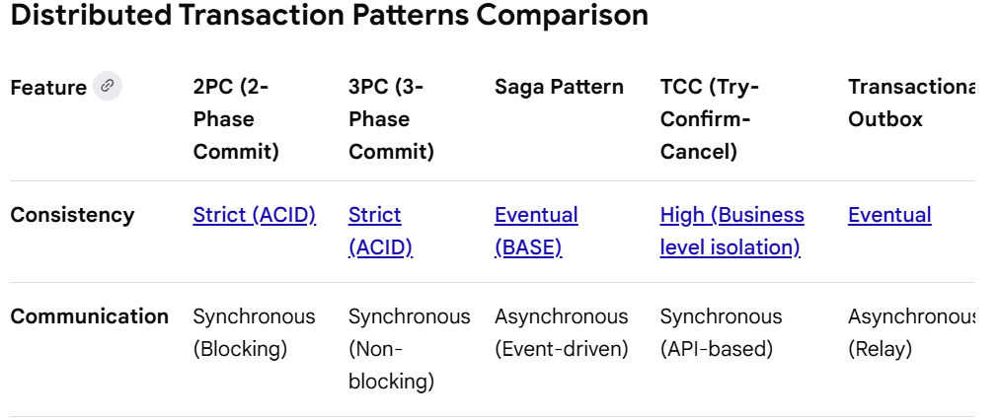 Distributed Transaction Patterns Comparison
Feature
2PC (2-
Phase
Commit)
3PC (3-
Phase
Commit)
Saga Pattern
TCC (Try-
Confirm-
Cancel)
Transactiona
Outbox
Consistency
Strict (ACID)
Strict
(ACID)
Eventual
(BASE)
High (Business
level isolation)
Eventual
Communication
Synchronous
(Blocking)
Synchronous
(Non-
blocking)
Asynchronous
(Event-driven)
Synchronous
(API-based)
Asynchronous
(Relay)